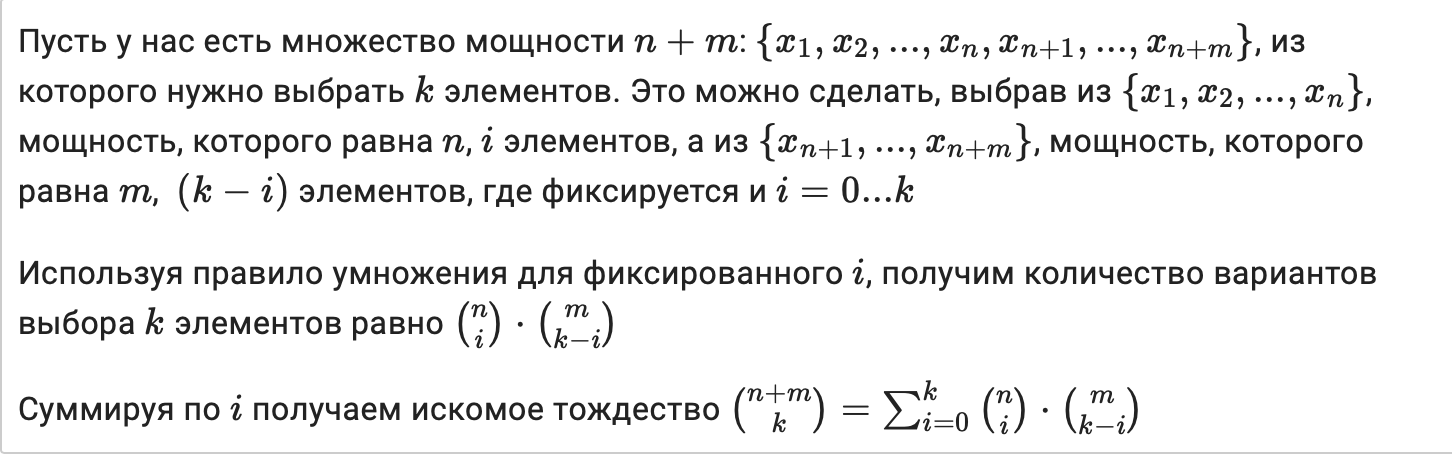 Пусть у нас есть множество мощности $n + m$: $\{x_1, x_2, ..., x_n, x_{n+1}, ..., x_{n+m}\}$, из
которого нужно выбрать $k$ элементов. Это можно сделать, выбрав из $\{x_1, x_2, ..., x_n\}$,
мощность, которого равна $n$, $i$ элементов, а из $\{x_{n+1}, ..., x_{n+m}\}$, мощность, которого
равна $m$, $(k - i)$ элементов, где фиксируется и $i = 0...k$
Используя правило умножения для фиксированного $i$, получим количество вариантов
выбора $k$ элементов равно $\binom{n}{i} \cdot \binom{m}{k-i}$
Суммируя по $i$ получаем искомое тождество $\binom{n+m}{k} = \sum_{i=0}^{k} \binom{n}{i} \cdot \binom{m}{k-i}$